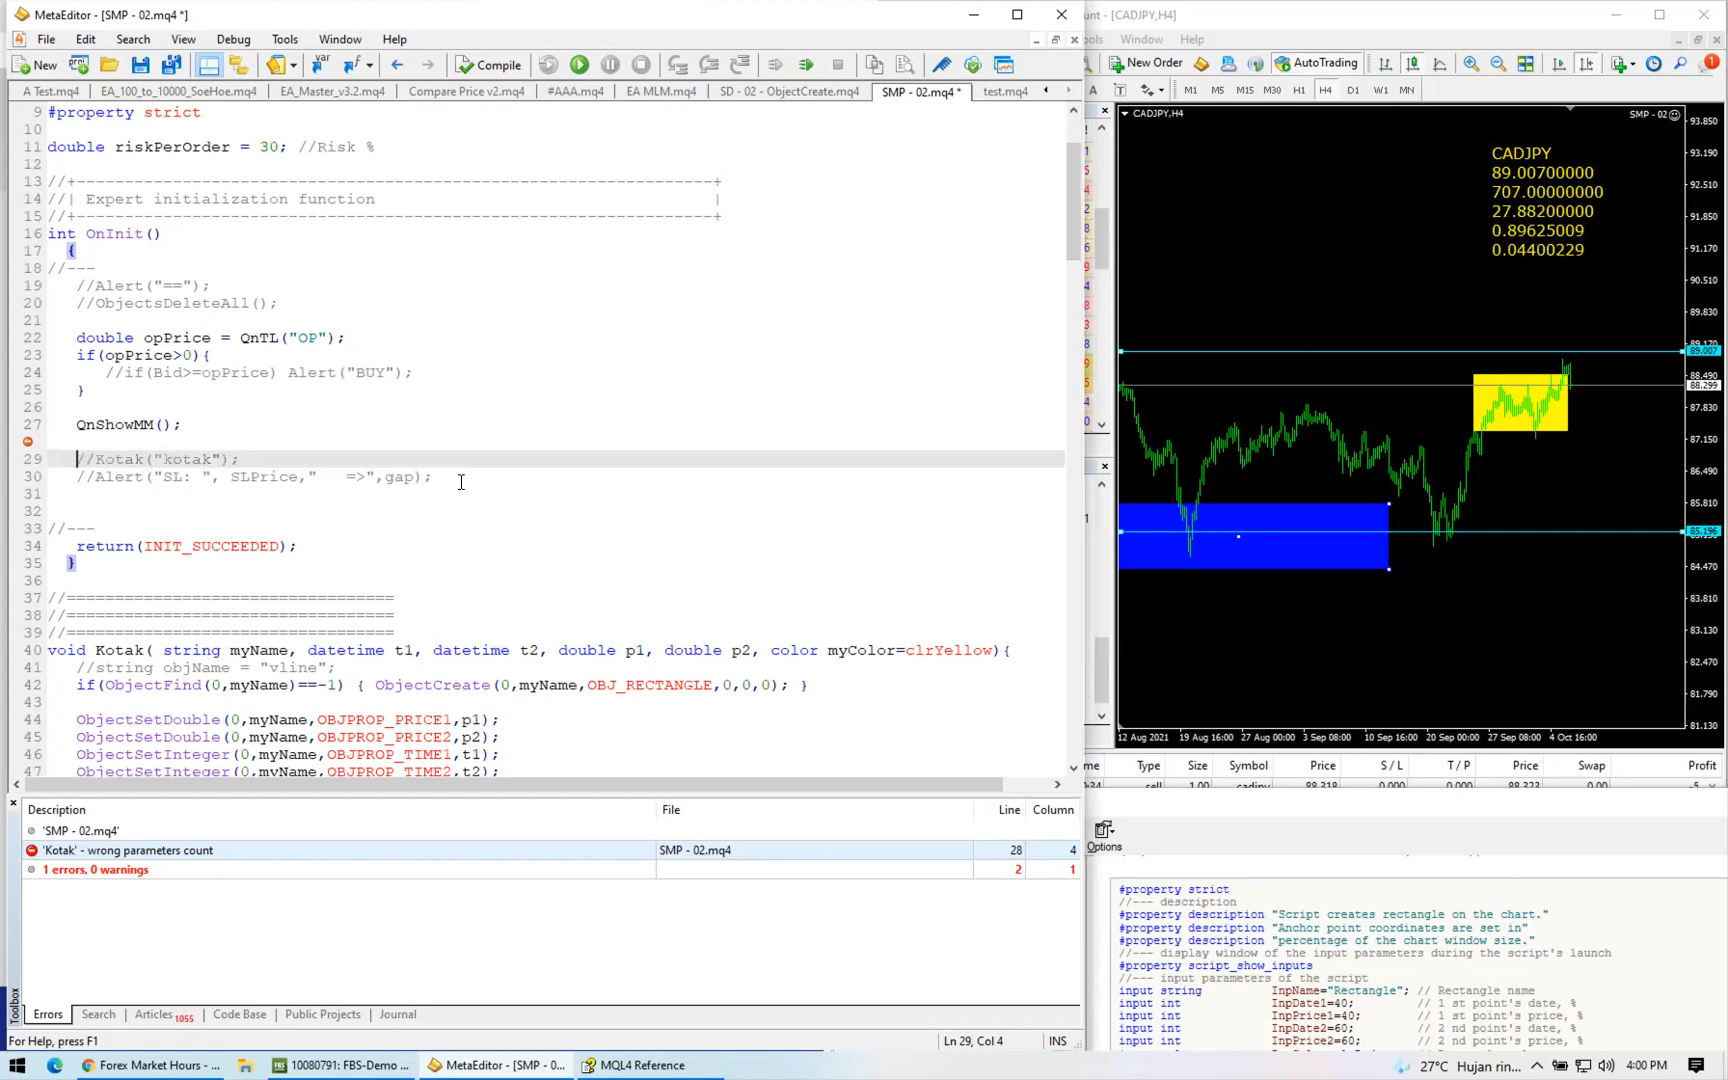 MetaEditor - [SMP - 02.mq4 *]
File Edit Search View Debug Tools Window Help
New Compile
A Test.mq4 EA_100_to_10000_SoeHoe.mq4 EA_Master_v3.2.mq4 Compare Price v2.mq4 #AAA.mq4 EA MLM.mq4 SD - 02 - ObjectCreate.mq4 SMP - 02.mq4 * test.mq4
9 #property strict
10
11 double riskPerOrder = 30; //Risk %
12
13 //+------------------------------------------------------------------+
14 //| Expert initialization function |
15 //+------------------------------------------------------------------+
16 int OnInit()
17 {
18 //---
19 //Alert("==");
20 //ObjectsDeleteAll();
21
22 double opPrice = QnTL("OP");
23 if(opPrice>0){
24 //if(Bid>=opPrice) Alert("BUY");
25 }
26
27 QnShowMM();
29 //Kotak("kotak");
30 //Alert("SL: ", SLPrice," =>",gap);
31
32
33 //---
34 return(INIT_SUCCEEDED);
35 }
36
37 //=================================
38 //=================================
39 //=================================
40 void Kotak( string myName, datetime t1, datetime t2, double p1, double p2, color myColor=clrYellow){
41 //string objName = "vline";
42 if(ObjectFind(0,myName)==-1) { ObjectCreate(0,myName,OBJ_RECTANGLE,0,0,0); }
43
44 ObjectSetDouble(0,myName,OBJPROP_PRICE1,p1);
45 ObjectSetDouble(0,myName,OBJPROP_PRICE2,p2);
46 ObjectSetInteger(0,myName,OBJPROP_TIME1,t1);
47 ObjectSetInteger(0,myName,OBJPROP_TIME2,t2);
Description File Line Column
'SMP - 02.mq4'
'Kotak' - wrong parameters count SMP - 02.mq4 28 4
1 errors, 0 warnings 2 1
Toolbox
Errors Search Articles 1055 Code Base Public Projects Journal
For Help, press F1 Ln 29, Col 4 INS
unt - [CADJPY,H4]
ols Window Help
New Order AutoTrading
A T M1 M5 M15 M30 H1 H4 D1 W1 MN
CADJPY,H4 SMP - 02
CADJPY
89.00700000
707.00000000
27.88200000
0.89625009
0.04400229
93.850
93.190
92.510
91.850
91.170
90.510
89.830
89.170
89.007
88.490
88.299
87.830
87.150
86.490
85.810
85.196
84.470
83.810
83.130
82.470
81.790
81.130
12 Aug 2021 19 Aug 16:00 27 Aug 00:00 3 Sep 08:00 10 Sep 16:00 20 Sep 00:00 27 Sep 08:00 4 Oct 16:00
me Type Size Symbol Price S / L T / P Price Swap Profit
sell 1.00 cadjpy 88.318 0.000 0.000 88.323 0.000 -5
Options
#property strict
//--- description
#property description "Script creates rectangle on the chart."
#property description "Anchor point coordinates are set in"
#property description "percentage of the chart window size."
//--- display window of the input parameters during the script's launch
#property script_show_inputs
//--- input parameters of the script
input string InpName="Rectangle"; // Rectangle name
input int InpDate1=40; // 1 st point's date, %
input int InpPrice1=40; // 1 st point's price, %
input int InpDate2=60; // 2 nd point's date, %
input int InpPrice2=60; // 2 nd point's price, %
Forex Market Hours - ... 10080791: FBS-Demo ... MetaEditor - [SMP - 0... MQL4 Reference 27°C Hujan rin... 4:00 PM